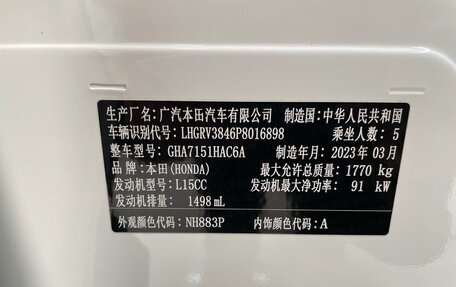 生产厂名:广汽本田汽车有限公司 制造国:中华人民共和国
车辆识别代号:LHGRV3846P8016898 乘坐人数:5
整车型号:GHA7151HAC6A 制造年月:2023年03月
品牌:本田(HONDA) 最大允许总质量:1770kg
发动机型号:L15CC 发动机最大净功率:91 kW
发动机排量:1498mL
外观颜色代码:NH883P 内饰颜色代码:A